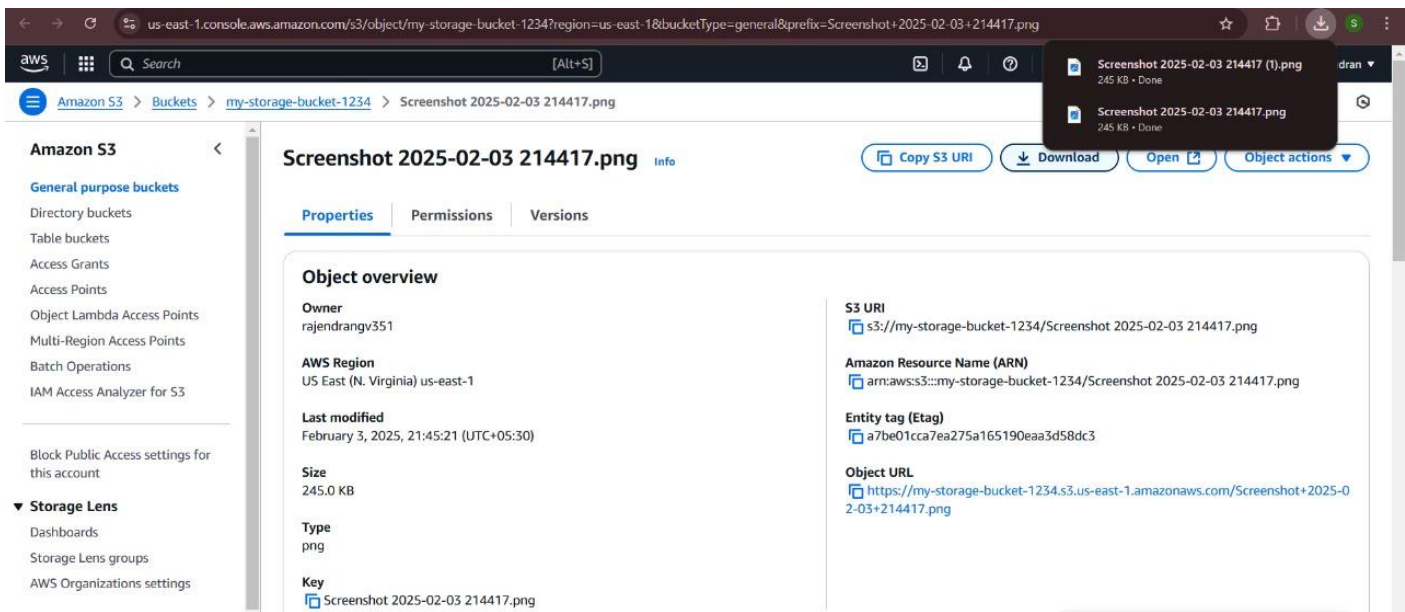 us-east-1.console.aws.amazon.com/s3/object/my-storage-bucket-1234?region=us-east-1&bucketType=general&prefix=Screenshot+2025-02-03+214417.png
S
aws
Search
[Alt+S]
dran
Screenshot 2025-02-03 214417 (1).png
245 KB • Done
Screenshot 2025-02-03 214417.png
245 KB • Done
Amazon S3 > Buckets > my-storage-bucket-1234 > Screenshot 2025-02-03 214417.png
Amazon S3
General purpose buckets
Directory buckets
Table buckets
Access Grants
Access Points
Object Lambda Access Points
Multi-Region Access Points
Batch Operations
IAM Access Analyzer for S3
Block Public Access settings for
this account
Storage Lens
Dashboards
Storage Lens groups
AWS Organizations settings
Screenshot 2025-02-03 214417.png Info
Copy S3 URI
Download
Open
Object actions
Properties
Permissions
Versions
Object overview
Owner
rajendrangv351
AWS Region
US East (N. Virginia) us-east-1
Last modified
February 3, 2025, 21:45:21 (UTC+05:30)
Size
245.0 KB
Type
png
Key
Screenshot 2025-02-03 214417.png
S3 URI
s3://my-storage-bucket-1234/Screenshot 2025-02-03 214417.png
Amazon Resource Name (ARN)
arn:aws:s3:::my-storage-bucket-1234/Screenshot 2025-02-03 214417.png
Entity tag (Etag)
a7be01cca7ea275a165190eaa3d58dc3
Object URL
https://my-storage-bucket-1234.s3.us-east-1.amazonaws.com/Screenshot+2025-0
2-03+214417.png